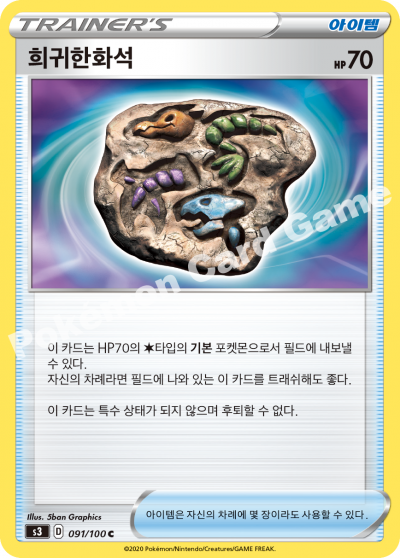 TRAINER'S 아이템
희귀한화석 HP 70
이 카드는 HP70의 타입의 기본 포켓몬으로서 필드에 내보낼
수 있다.
자신의 차례라면 필드에 나와 있는 이 카드를 트래쉬해도 좋다.
이 카드는 특수 상태가 되지 않으며 후퇴할 수 없다.
Pokémon Card Game
Illus. 5ban Graphics
s3 D 091/100 C
아이템은 자신의 차례에 몇 장이라도 사용할 수 있다.
©2020 Pokémon/Nintendo/Creatures/GAME FREAK.